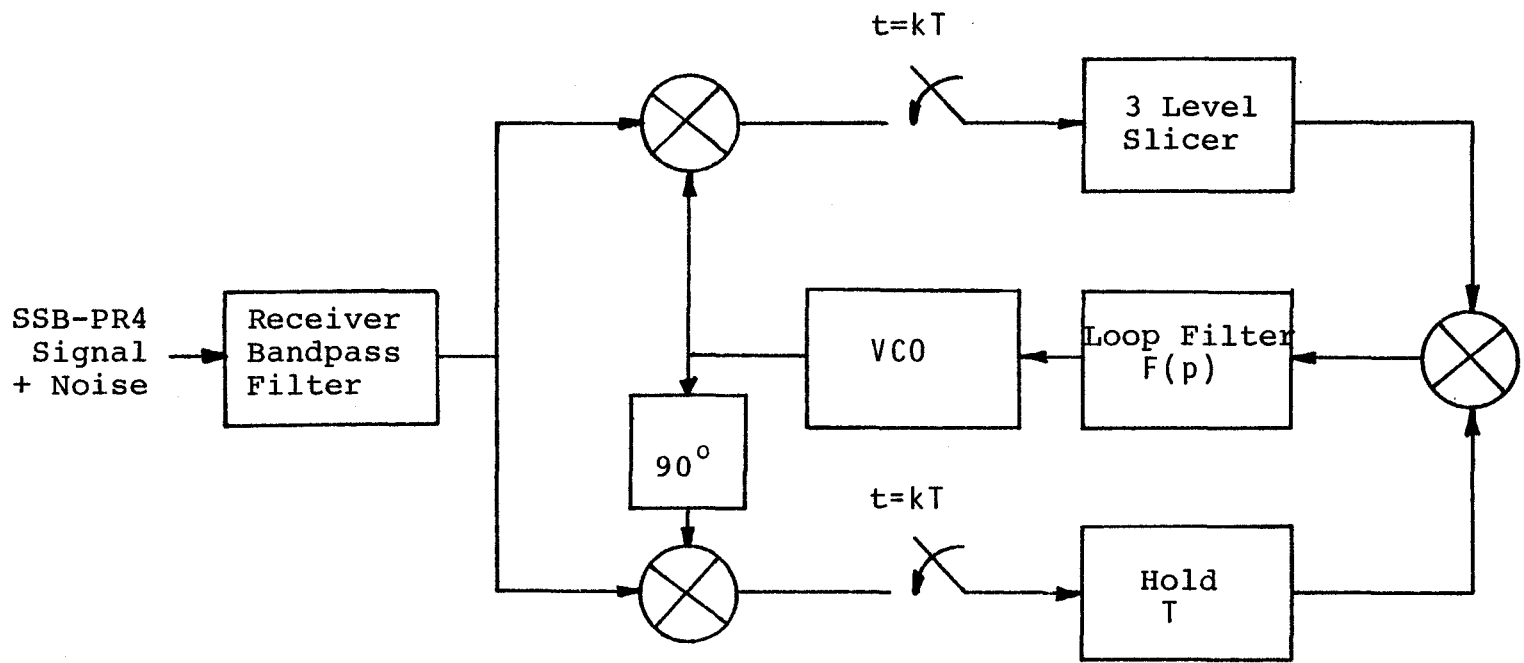 t=kT
3 Level
Slicer
SSB-PR4
Signal
+ Noise
Receiver
Bandpass
Filter
VCO
Loop Filter
F(p)
90°
t=kT
Hold
T